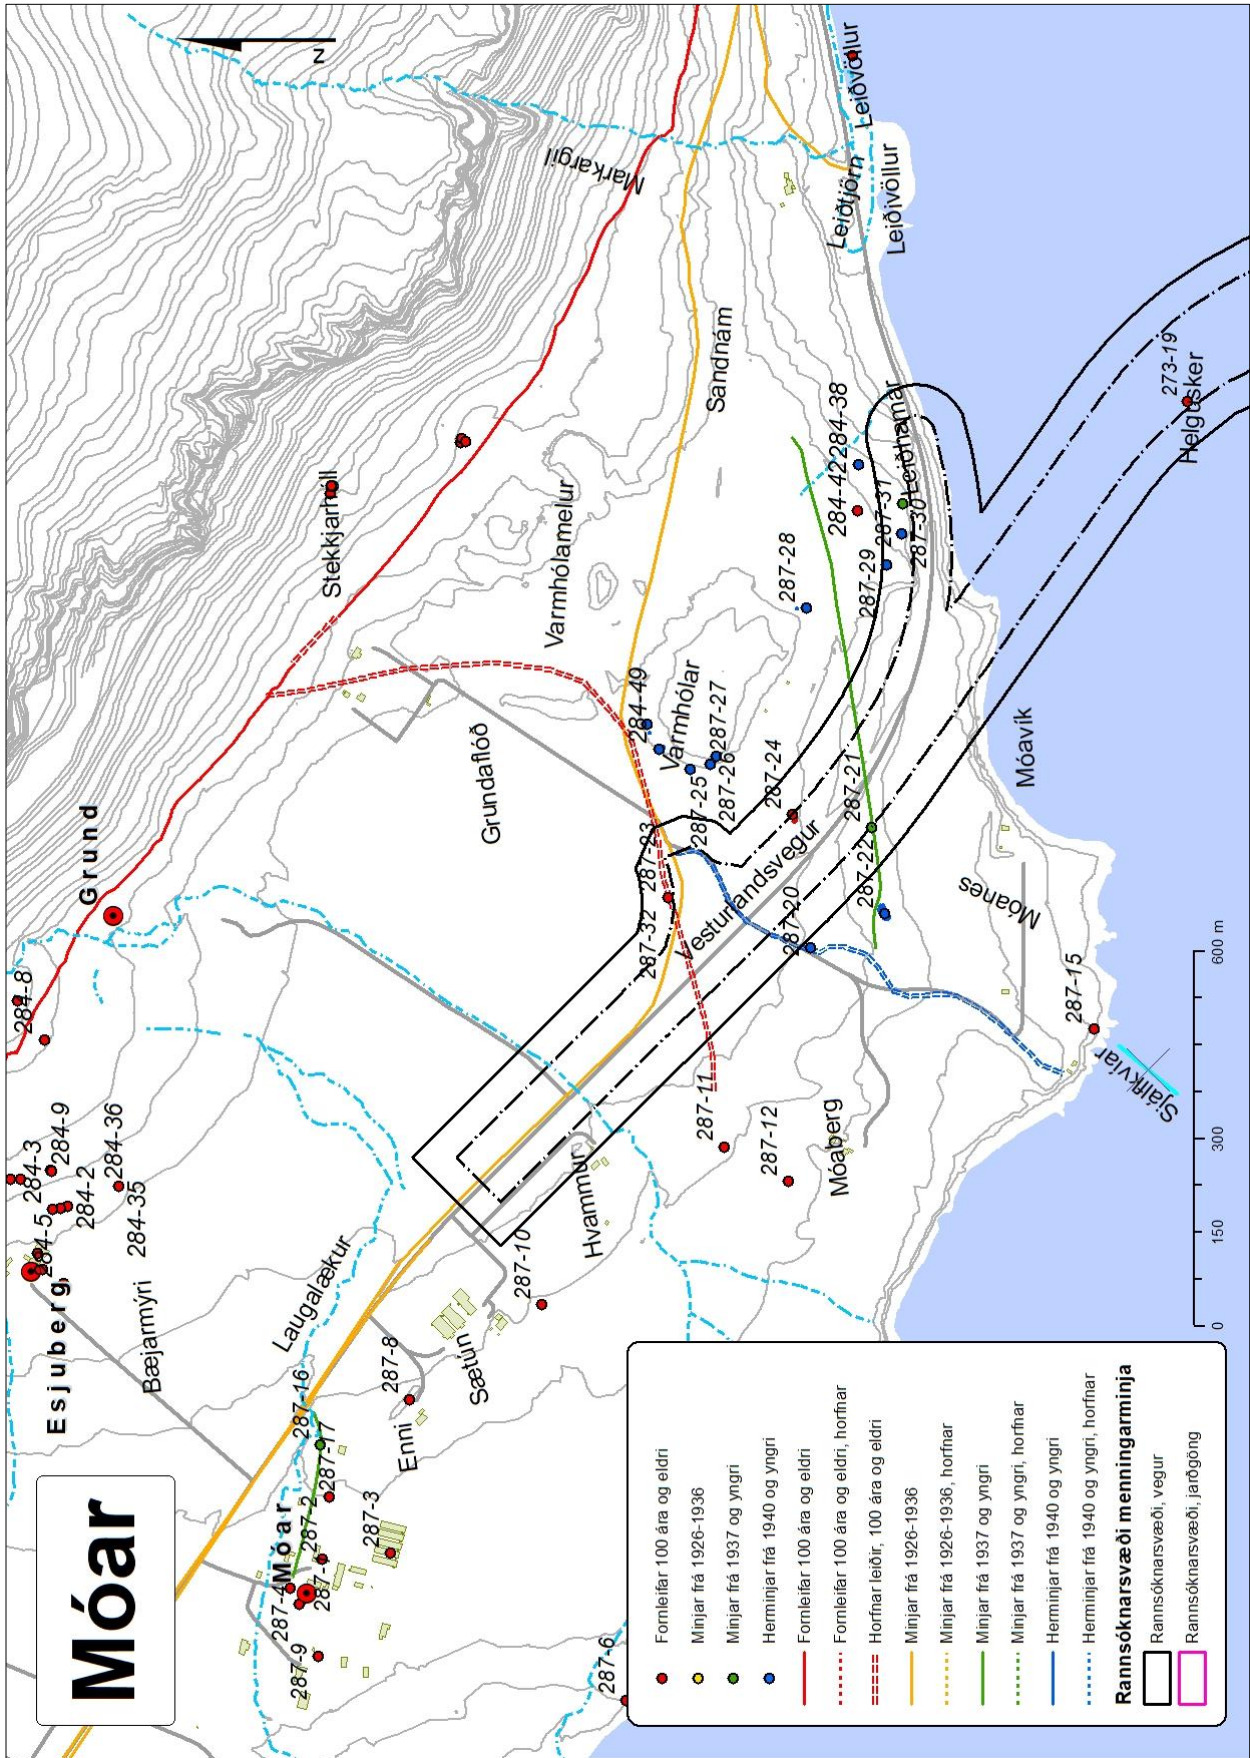 Móar
Grund
Esjuberg
Móar
Bæjarmýri
Laugalækur
Enni
Sætún
Hvammur
Grundaflóð
Stekkjarhóll
Varmhólamelur
Varmhólar
Sandnám
Markargil
Leiðtjörn
Leiðvöllur
Leiðivöllur
Leiðhamar
Helgusker
Móavík
Móanes
Móaberg
Sjálfkvíar
Vesturlandsvegur
284-8
284-3
284-9
284-2
284-36
284-35
284-5
287-16
287-17
287-2
287-3
287-4
287-1
287-9
287-6
287-8
287-10
287-11
287-12
287-15
287-20
287-21
287-22
287-23
287-32
287-24
287-25
287-26
287-27
287-28
287-29
287-30
287-31
284-49
284-42
284-38
273-19
N
0 150 300 600 m
Fornleifar 100 ára og eldri
Minjar frá 1926-1936
Minjar frá 1937 og yngri
Herminjar frá 1940 og yngri
Fornleifar 100 ára og eldri
Fornleifar 100 ára og eldri, horfnar
Horfnar leiðir, 100 ára og eldri
Minjar frá 1926-1936
Minjar frá 1926-1936, horfnar
Minjar frá 1937 og yngri
Minjar frá 1937 og yngri, horfnar
Herminjar frá 1940 og yngri
Herminjar frá 1940 og yngri, horfnar
Rannsóknarsvæði menningarminja
Rannsóknarsvæði, vegur
Rannsóknarsvæði, jarðgöng